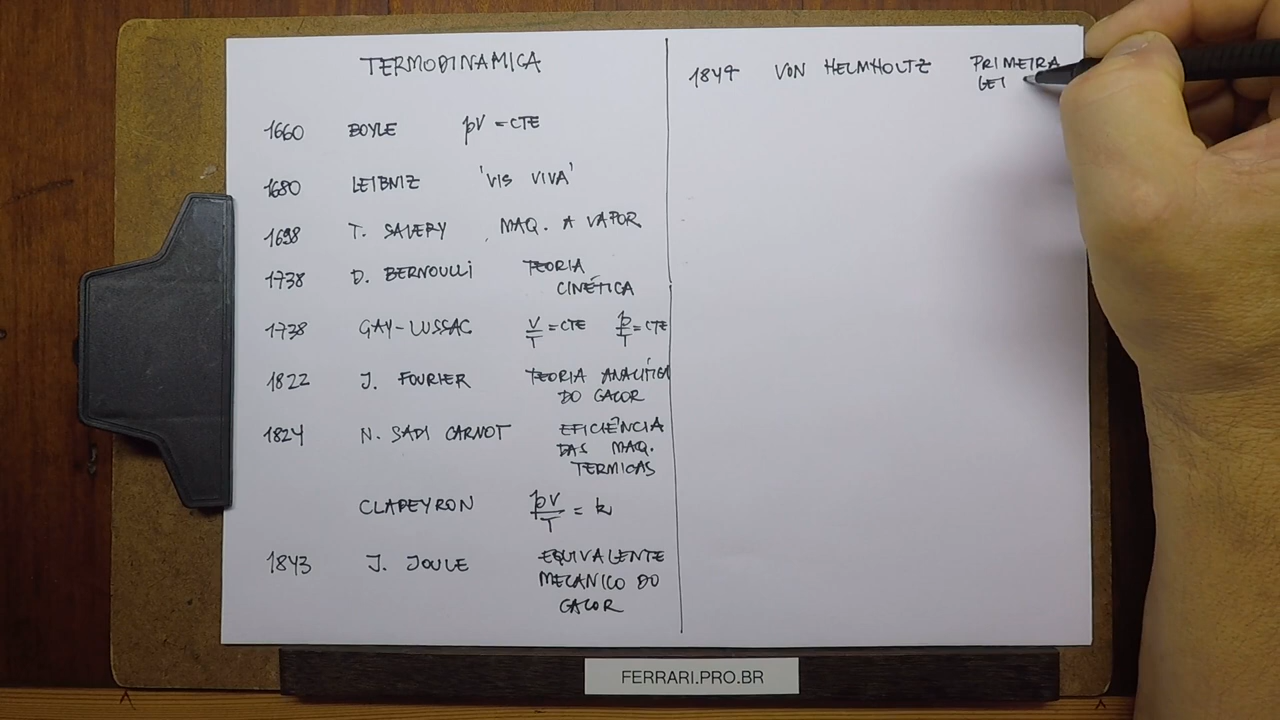 TERMODINAMICA
1660 BOYLE pV = CTE
1680 LEIBNIZ 'VIS VIVA'
1698 T. SAVERY MAQ. A VAPOR
1738 D. BERNOULLI TEORIA
CINÉTICA
1738 GAY-LUSSAC V/T = CTE p/T = CTE
1822 J. FOURIER TEORIA ANALÍTICA
DO CALOR
1824 N. SADI CARNOT EFICIÊNCIA
DAS MAQ.
TERMICAS
CLAPEYRON pV/T = k
1843 J. JOULE EQUIVALENTE
MECANICO DO
CALOR
1847 VON HELMHOLTZ PRIMEIRA
LEI
FERRARI.PRO.BR